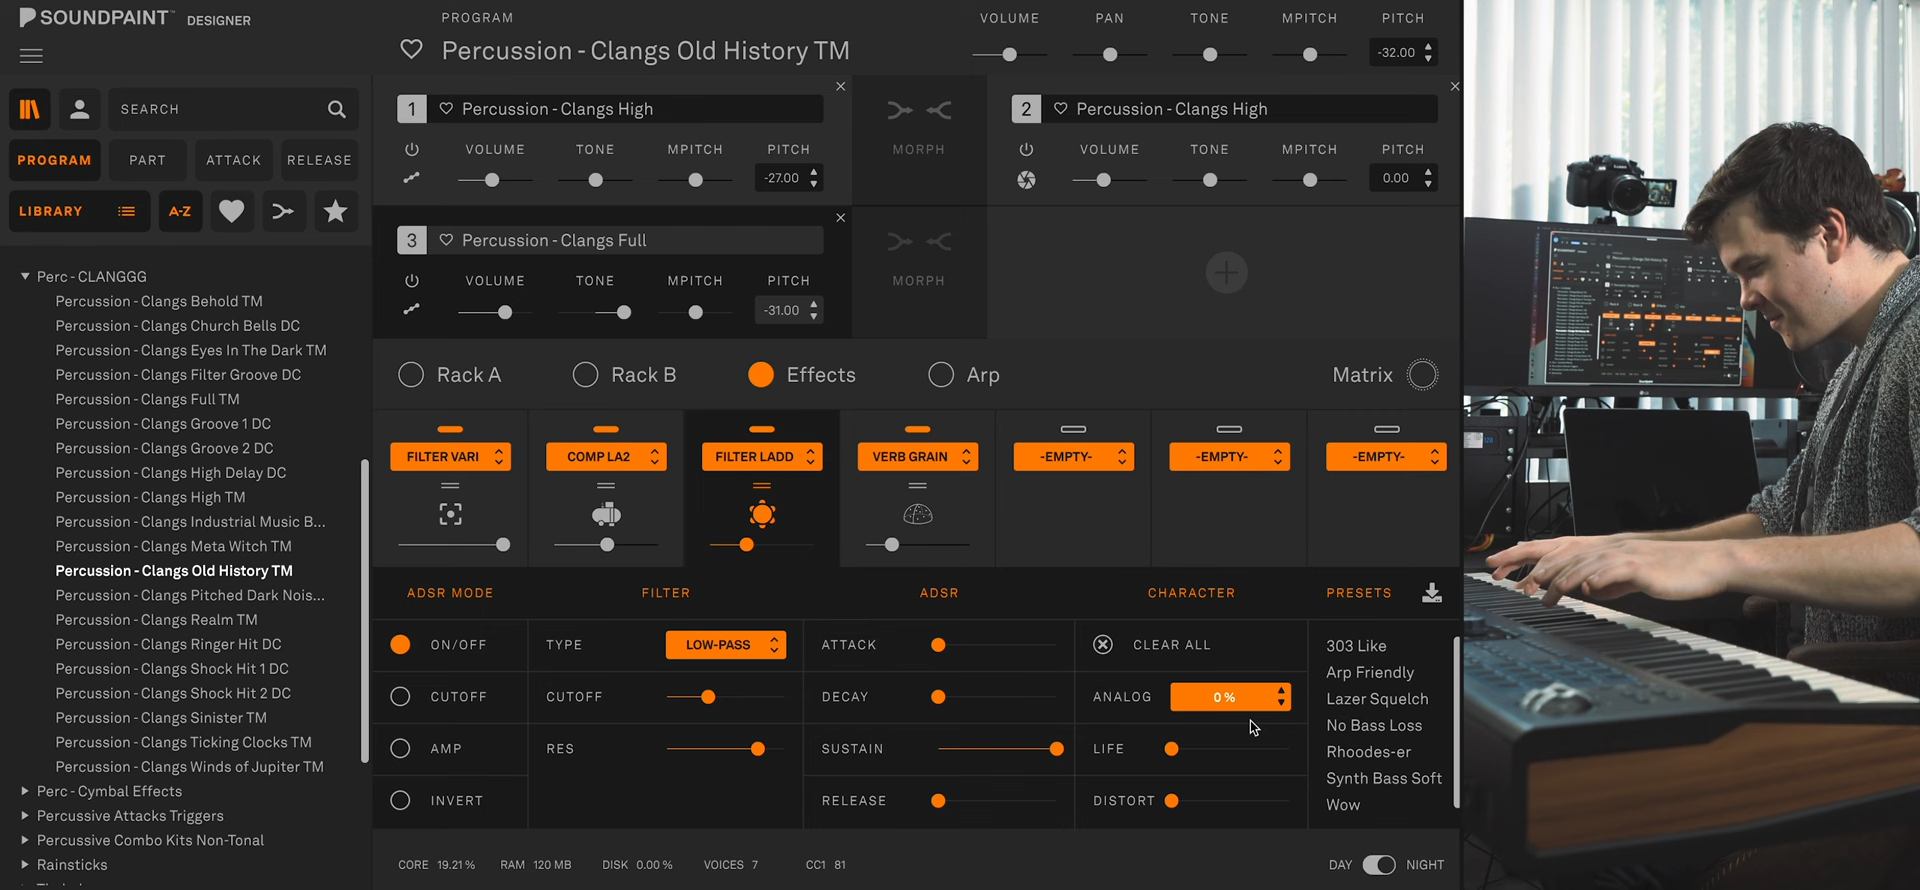 SOUNDPAINT™ DESIGNER
PROGRAM
Percussion - Clangs Old History TM
VOLUME PAN TONE MPITCH PITCH
-32.00
SEARCH
PROGRAM PART ATTACK RELEASE
LIBRARY A-Z
Perc - CLANGGG
Percussion - Clangs Behold TM
Percussion - Clangs Church Bells DC
Percussion - Clangs Eyes In The Dark TM
Percussion - Clangs Filter Groove DC
Percussion - Clangs Full TM
Percussion - Clangs Groove 1 DC
Percussion - Clangs Groove 2 DC
Percussion - Clangs High Delay DC
Percussion - Clangs High TM
Percussion - Clangs Industrial Music B...
Percussion - Clangs Meta Witch TM
Percussion - Clangs Old History TM
Percussion - Clangs Pitched Dark Nois...
Percussion - Clangs Realm TM
Percussion - Clangs Ringer Hit DC
Percussion - Clangs Shock Hit 1 DC
Percussion - Clangs Shock Hit 2 DC
Percussion - Clangs Sinister TM
Percussion - Clangs Ticking Clocks TM
Percussion - Clangs Winds of Jupiter TM
Perc - Cymbal Effects
Percussive Attacks Triggers
Percussive Combo Kits Non-Tonal
Rainsticks
1 Percussion - Clangs High
VOLUME TONE MPITCH PITCH
-27.00
MORPH
2 Percussion - Clangs High
VOLUME TONE MPITCH PITCH
0.00
3 Percussion - Clangs Full
VOLUME TONE MPITCH PITCH
-31.00
MORPH
Rack A Rack B Effects Arp Matrix
FILTER VARI COMP LA2 FILTER LADD VERB GRAIN -EMPTY- -EMPTY- -EMPTY-
ADSR MODE FILTER ADSR CHARACTER PRESETS
ON/OFF TYPE LOW-PASS ATTACK CLEAR ALL
CUTOFF CUTOFF DECAY ANALOG 0 %
AMP RES SUSTAIN LIFE
INVERT RELEASE DISTORT
303 Like
Arp Friendly
Lazer Squelch
No Bass Loss
Rhoodes-er
Synth Bass Soft
Wow
CORE 19.21 % RAM 120 MB DISK 0.00 % VOICES 7 CC1 81 DAY NIGHT